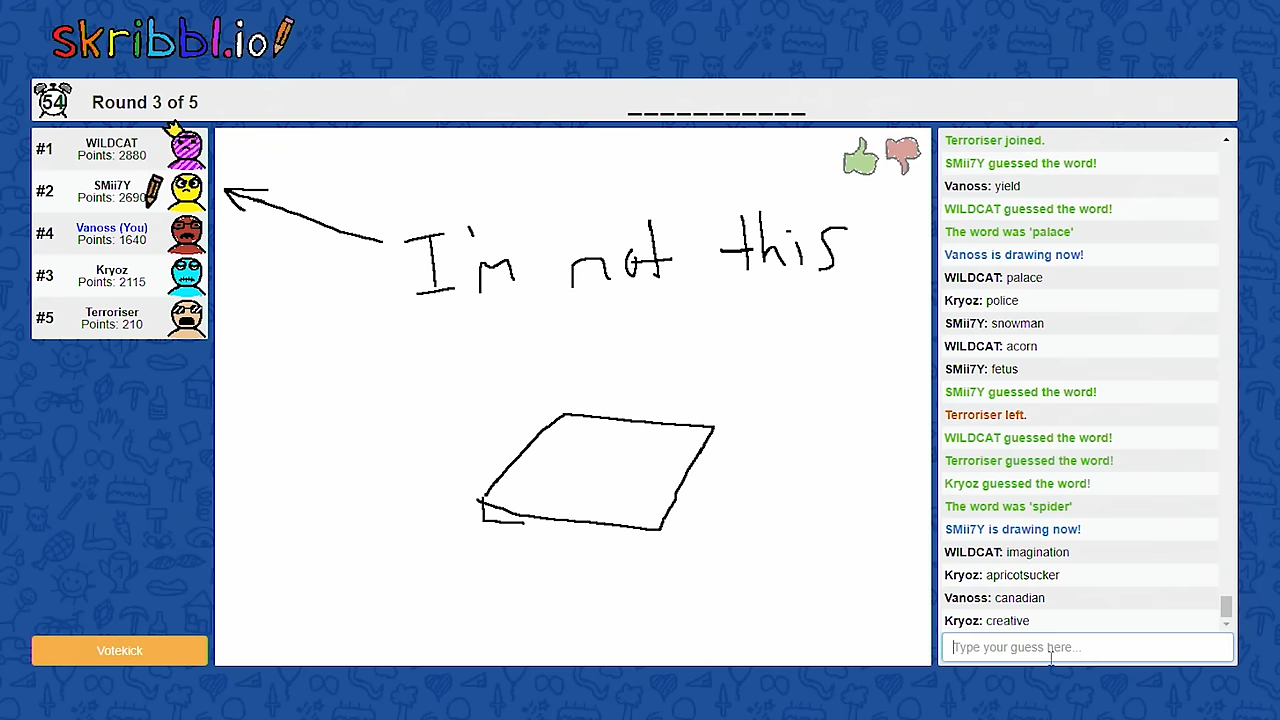 skribbl.io
54
Round 3 of 5
___________
#1
WILDCAT
Points: 2880
#2
SMii7Y
Points: 2690
#4
Vanoss (You)
Points: 1640
#3
Kryoz
Points: 2115
#5
Terroriser
Points: 210
Votekick
I'm not this
Terroriser joined.
SMii7Y guessed the word!
Vanoss: yield
WILDCAT guessed the word!
The word was 'palace'
Vanoss is drawing now!
WILDCAT: palace
Kryoz: police
SMii7Y: snowman
WILDCAT: acorn
SMii7Y: fetus
SMii7Y guessed the word!
Terroriser left.
WILDCAT guessed the word!
Terroriser guessed the word!
Kryoz guessed the word!
The word was 'spider'
SMii7Y is drawing now!
WILDCAT: imagination
Kryoz: apricotsucker
Vanoss: canadian
Kryoz: creative
Type your guess here...